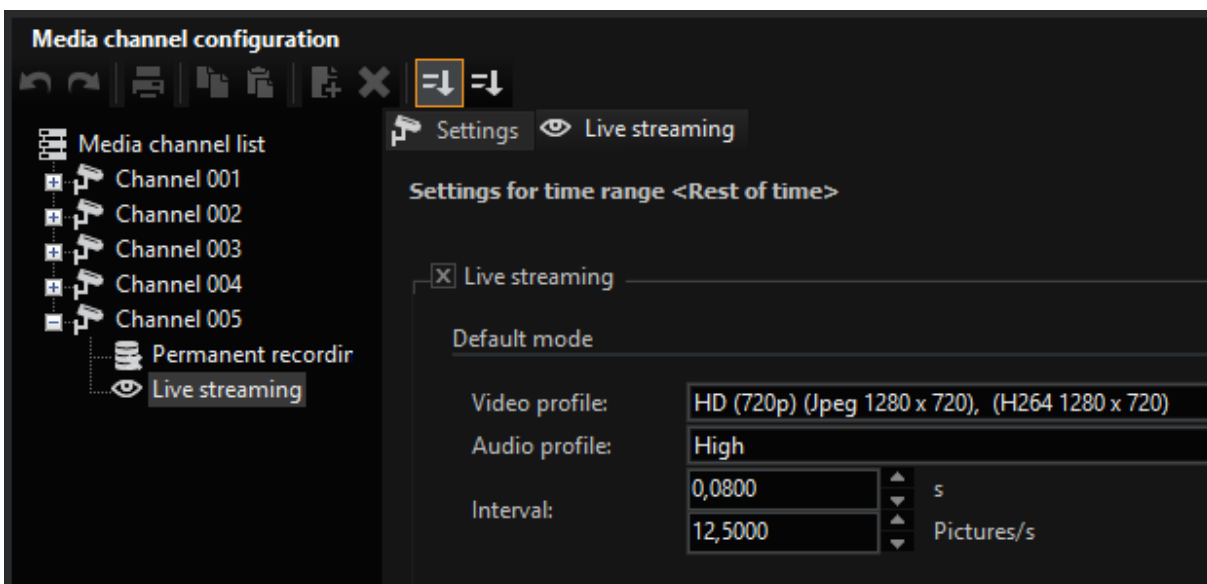 Media channel configuration
Media channel list
Channel 001
Channel 002
Channel 003
Channel 004
Channel 005
Permanent recordir
Live streaming
Settings
Live streaming
Settings for time range <Rest of time>
X Live streaming
Default mode
Video profile: HD (720p) (Jpeg 1280 x 720), (H264 1280 x 720)
Audio profile: High
Interval:
0,0800 s
12,5000 Pictures/s